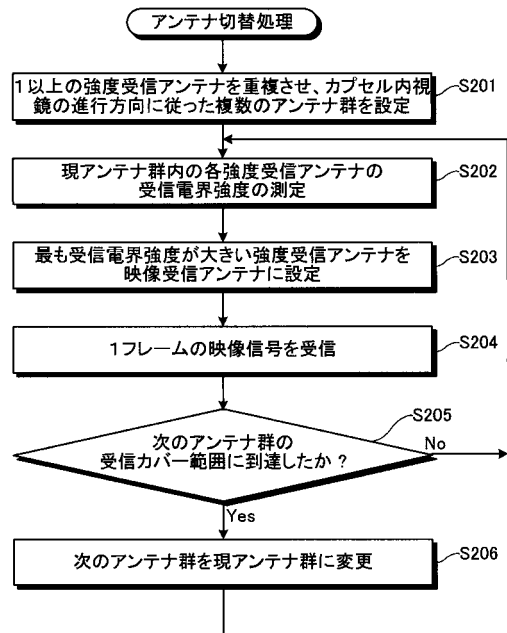 アンテナ切替処理
1以上の強度受信アンテナを重複させ、カプセル内視
鏡の進行方向に従った複数のアンテナ群を設定
S201
現アンテナ群内の各強度受信アンテナの
受信電界強度の測定
S202
最も受信電界強度が大きい強度受信アンテナを
映像受信アンテナに設定
S203
1フレームの映像信号を受信
S204
次のアンテナ群の
受信カバー範囲に到達したか?
S205
No
Yes
次のアンテナ群を現アンテナ群に変更
S206